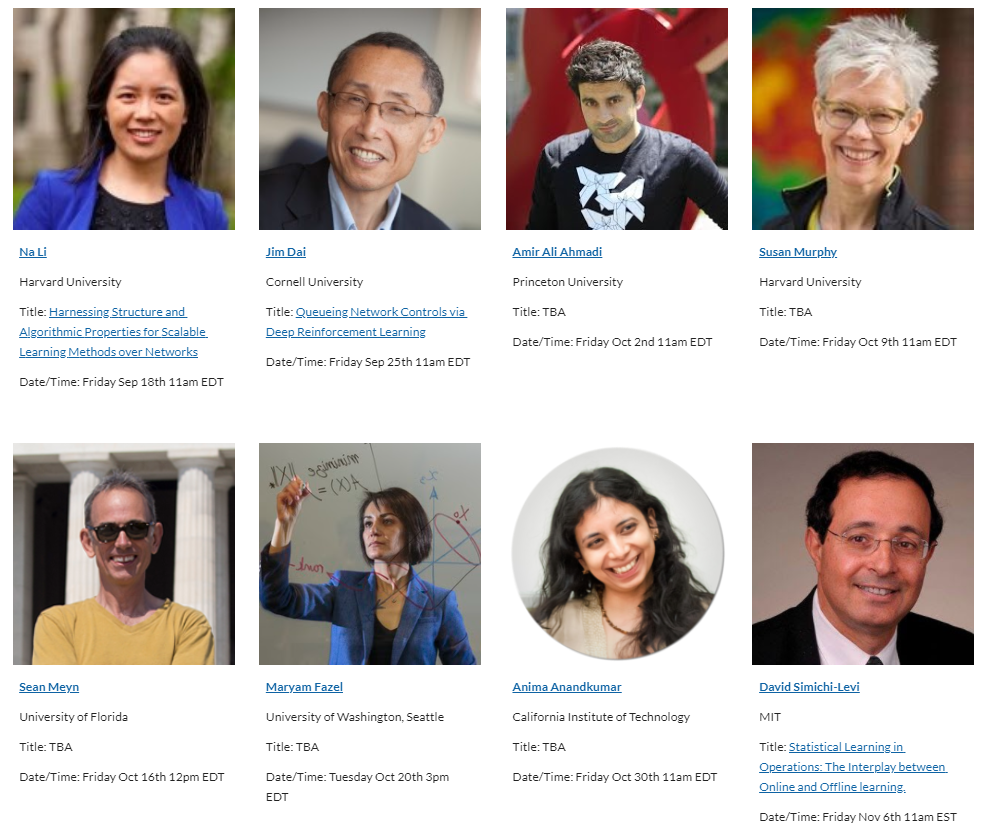 Na Li
Harvard University
Title: Harnessing Structure and
Algorithmic Properties for Scalable
Learning Methods over Networks
Date/Time: Friday Sep 18th 11am EDT
Jim Dai
Cornell University
Title: Queueing Network Controls via
Deep Reinforcement Learning
Date/Time: Friday Sep 25th 11am EDT
Amir Ali Ahmadi
Princeton University
Title: TBA
Date/Time: Friday Oct 2nd 11am EDT
Susan Murphy
Harvard University
Title: TBA
Date/Time: Friday Oct 9th 11am EDT
Sean Meyn
University of Florida
Title: TBA
Date/Time: Friday Oct 16th 12pm EDT
minimize
Maryam Fazel
University of Washington, Seattle
Title: TBA
Date/Time: Tuesday Oct 20th 3pm
EDT
Anima Anandkumar
California Institute of Technology
Title: TBA
Date/Time: Friday Oct 30th 11am EDT
David Simichi-Levi
MIT
Title: Statistical Learning in
Operations: The Interplay between
Online and Offline learning.
Date/Time: Friday Nov 6th 11am EST